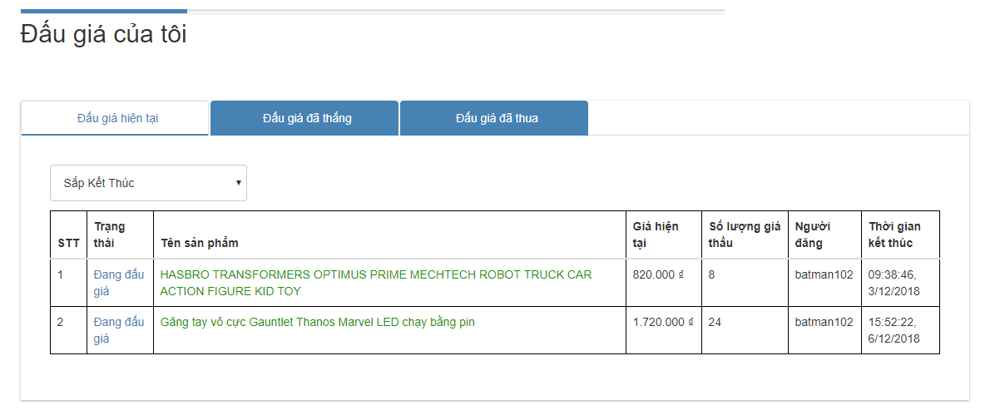 Đấu giá của tôi
Đấu giá hiện tại
Đấu giá đã thắng
Đấu giá đã thua
Sắp Kết Thúc
STT
Trạng
thái
Tên sản phẩm
Giá hiện
tại
Số lượng giá
thầu
Người
đăng
Thời gian
kết thúc
1
Đang đấu
giá
HASBRO TRANSFORMERS OPTIMUS PRIME MECHTECH ROBOT TRUCK CAR
ACTION FIGURE KID TOY
820.000 ₫
8
batman102
09:38:46,
3/12/2018
2
Đang đấu
giá
Găng tay vô cực Gauntlet Thanos Marvel LED chạy bằng pin
1.720.000 ₫
24
batman102
15:52:22,
6/12/2018